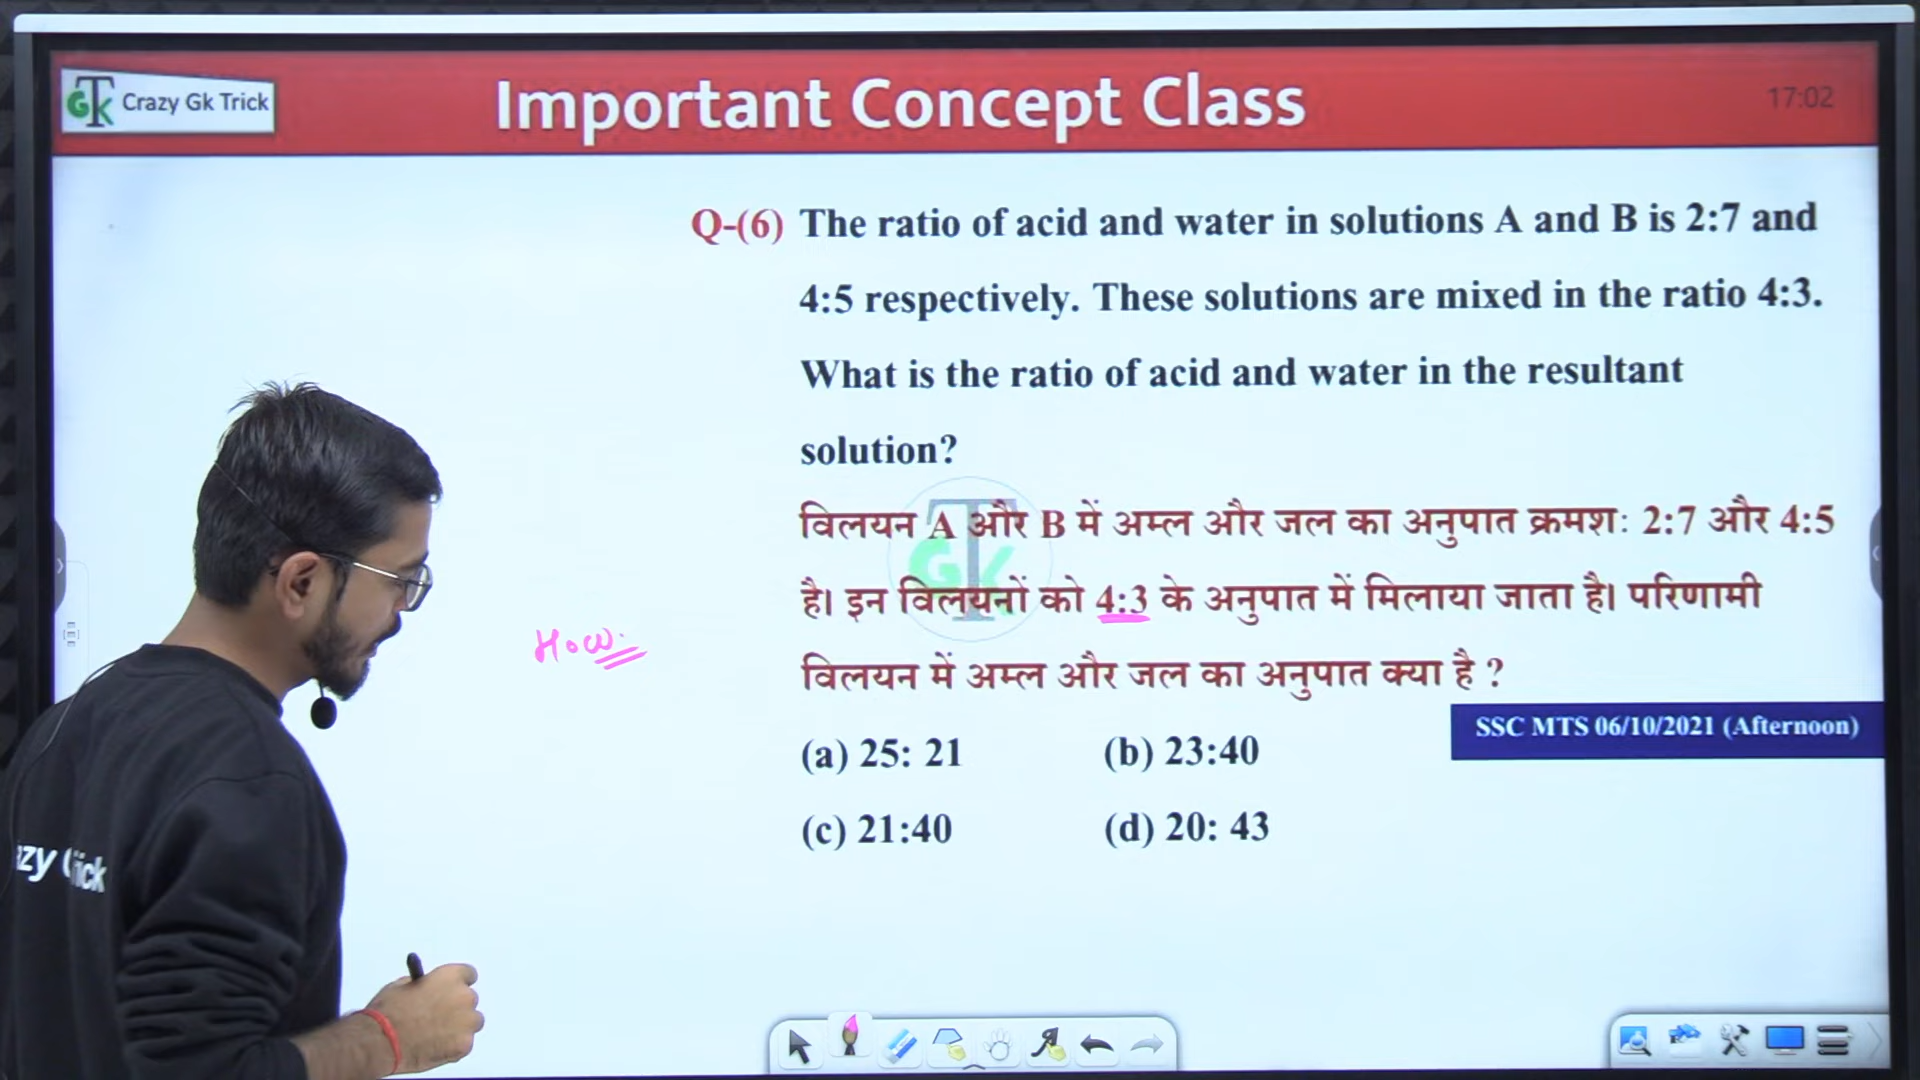 GTK Crazy Gk Trick
Important Concept Class
17:02
Q-(6) The ratio of acid and water in solutions A and B is 2:7 and
4:5 respectively. These solutions are mixed in the ratio 4:3.
What is the ratio of acid and water in the resultant
solution?
विलयन A और B में अम्ल और जल का अनुपात क्रमश: 2:7 और 4:5
है। इन विलयनों को 4:3 के अनुपात में मिलाया जाता है। परिणामी
How.
विलयन में अम्ल और जल का अनुपात क्या है ?
SSC MTS 06/10/2021 (Afternoon)
(a) 25: 21 (b) 23:40
(c) 21:40 (d) 20: 43